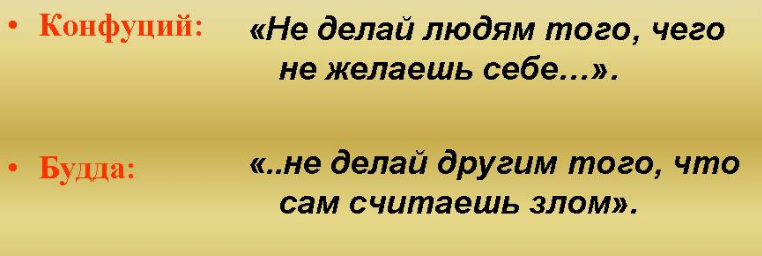 • Конфуций: «Не делай людям того, чего
не желаешь себе…».
• Будда: «..не делай другим того, что
сам считаешь злом».